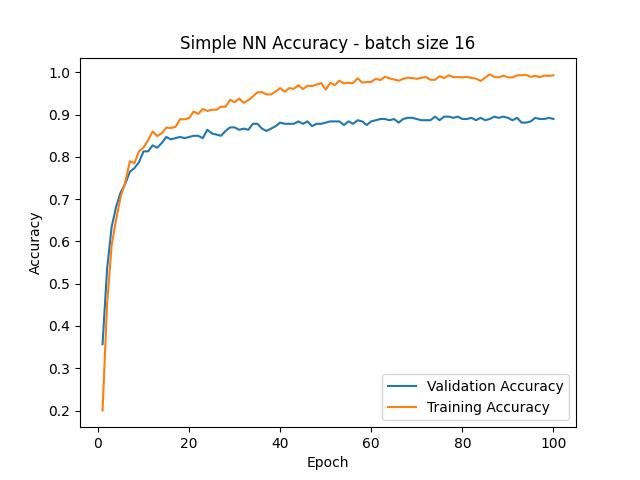 Simple NN Accuracy - batch size 16
1.0
0.9
0.8
0.7
0.6
0.5
0.4
0.3
0.2
Accuracy
Validation Accuracy
Training Accuracy
0 20 40 60 80 100
Epoch